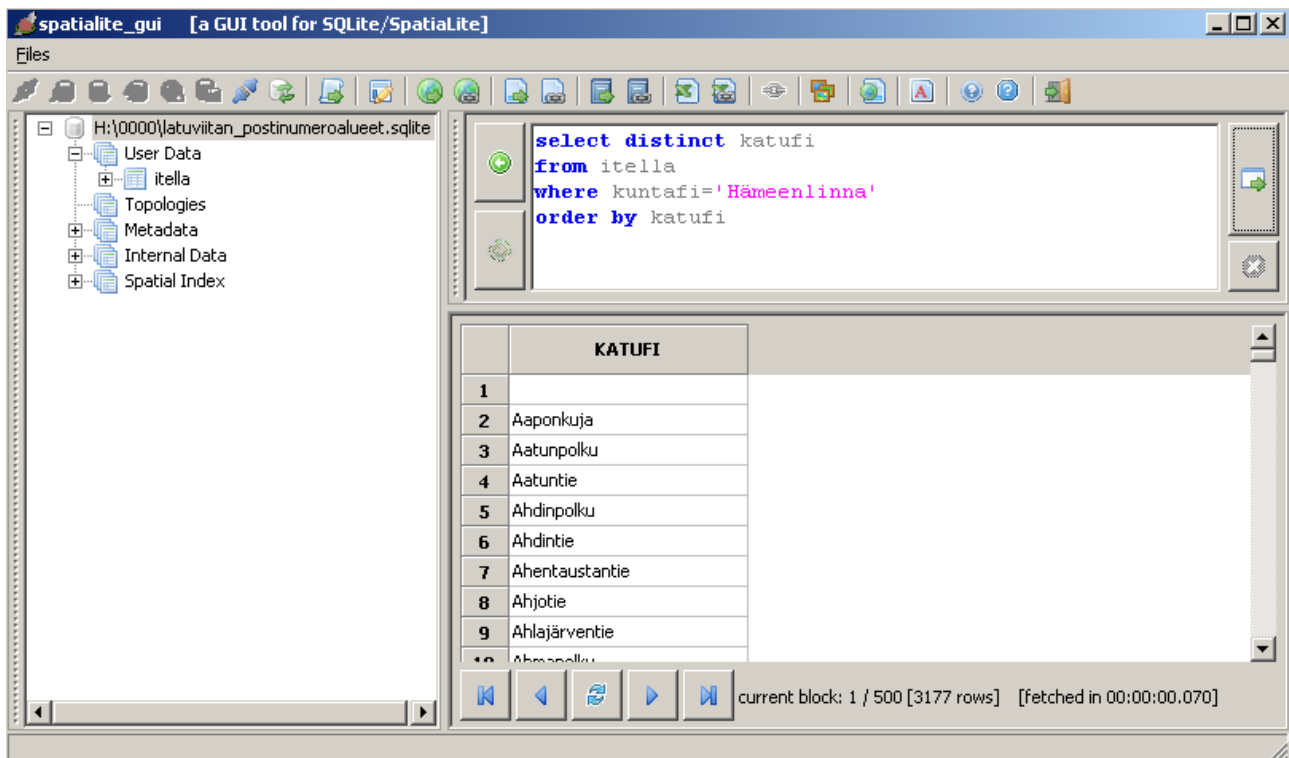 spatialite_gui [a GUI tool for SQLite/SpatiaLite]
Files
H:\0000\latuviitan_postinumeroalueet.sqlite
User Data
itella
Topologies
Metadata
Internal Data
Spatial Index
select distinct katufi
from itella
where kuntafi='Hämeenlinna'
order by katufi
KATUFI
1
2 Aaponkuja
3 Aatunpolku
4 Aatuntie
5 Ahdinpolku
6 Ahdintie
7 Ahentaustantie
8 Ahjotie
9 Ahlajärventie
10 Ahmapolku
current block: 1 / 500 [3177 rows] [fetched in 00:00:00.070]